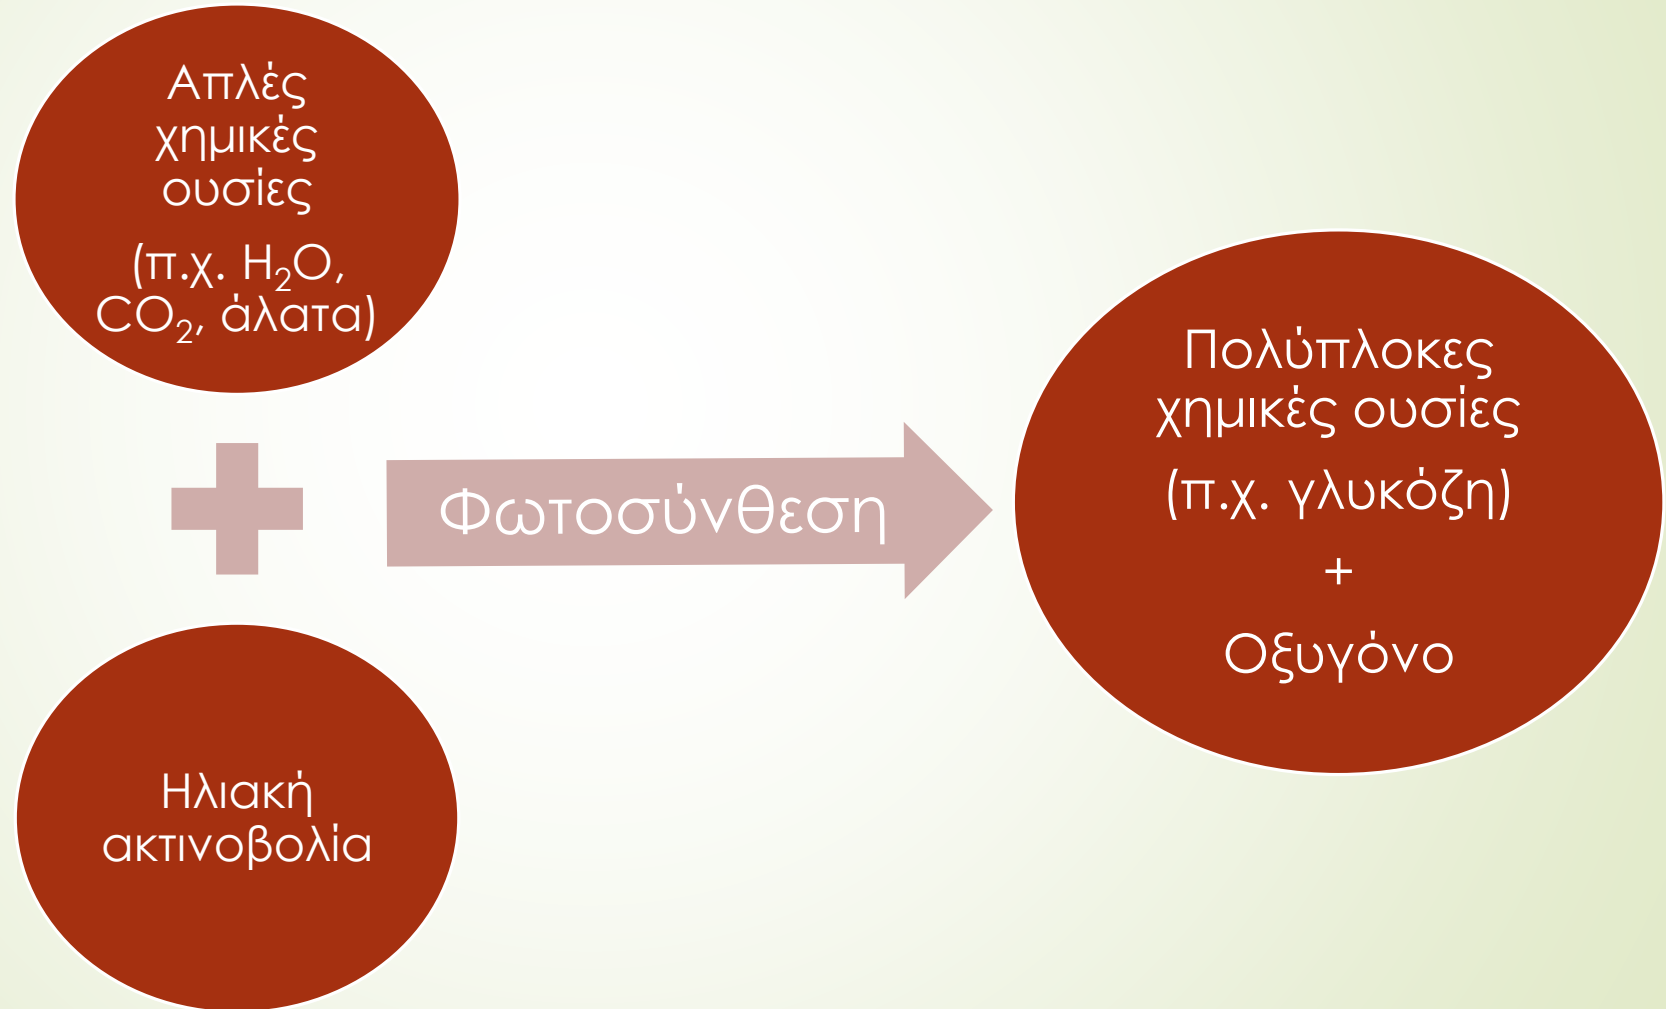 Απλές
χημικές
ουσίες
(π.χ. H₂O,
CO₂, άλατα)
Φωτοσύνθεση
Ηλιακή
ακτινοβολία
Πολύπλοκες
χημικές ουσίες
(π.χ. γλυκόζη)
+
Οξυγόνο